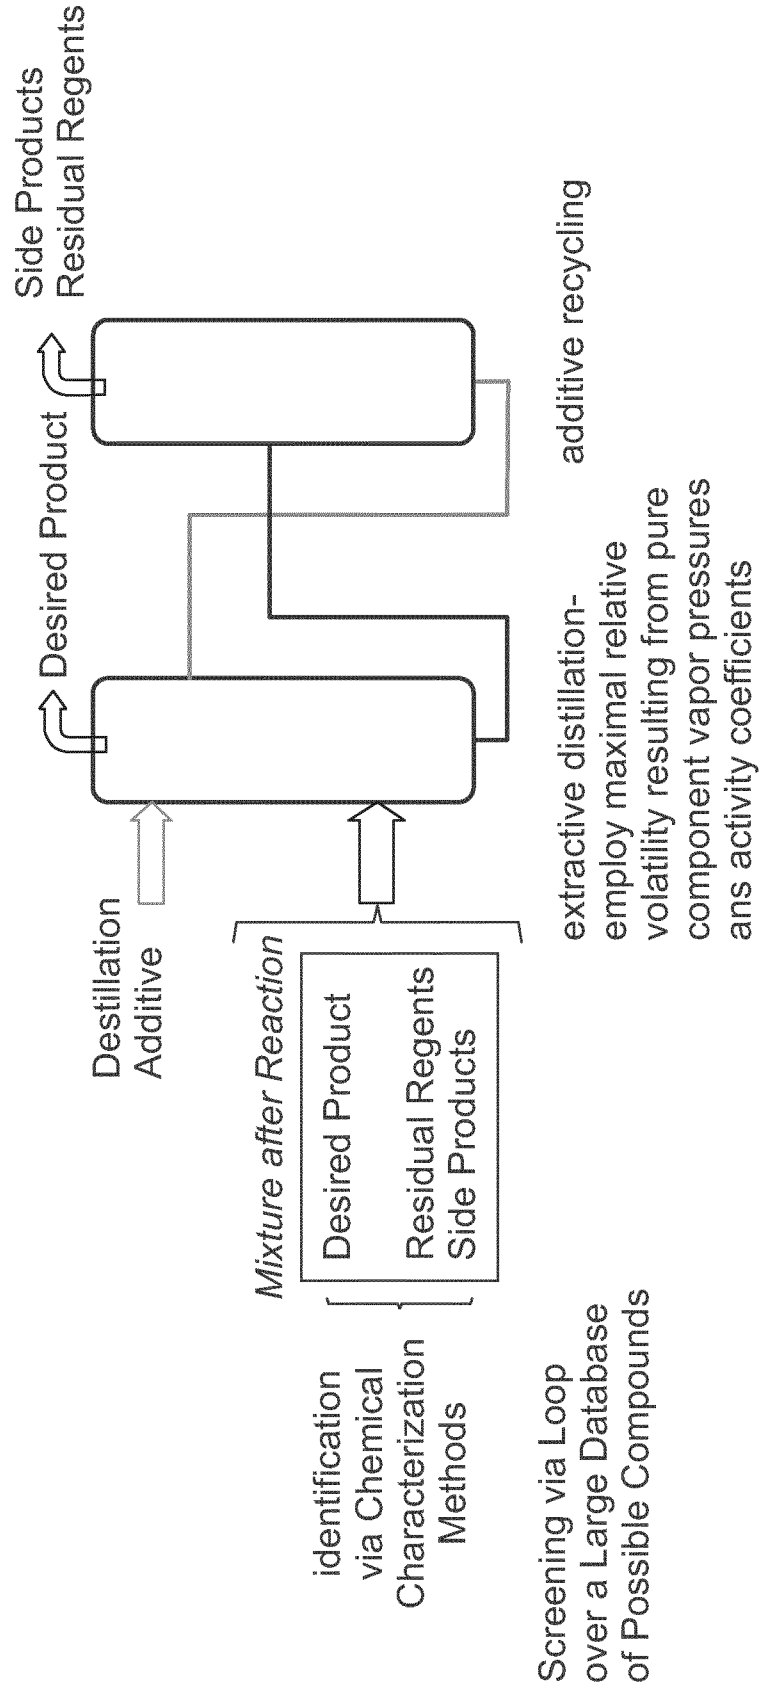 Side Products
Residual Regents
Desired Product
Destillation
Additive
Mixture after Reaction
Desired Product
Residual Regents
Side Products
identification
via Chemical
Characterization
Methods
Screening via Loop
over a Large Database
of Possible Compounds
extractive distillation-
employ maximal relative
volatility resulting from pure
component vapor pressures
ans activity coefficients
additive recycling